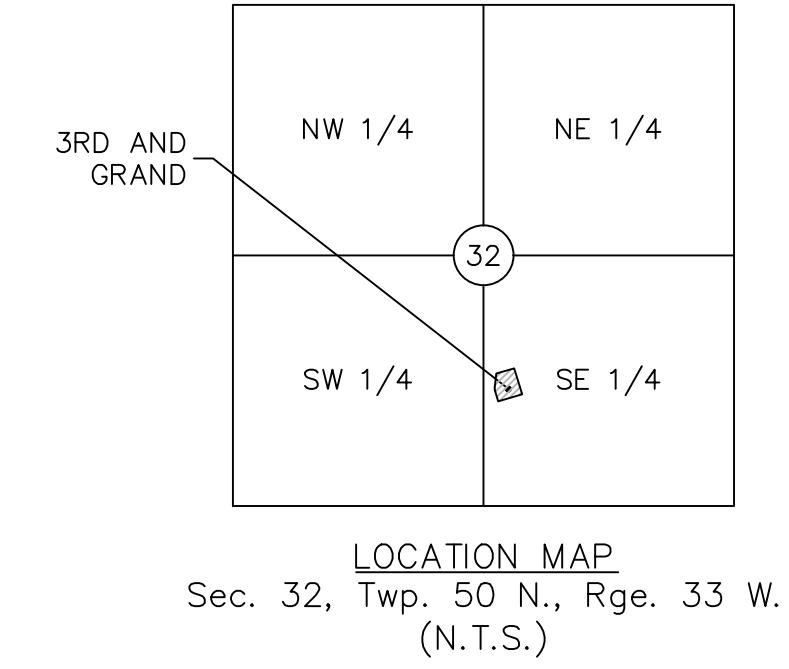 NW 1/4
NE 1/4
3RD AND
GRAND
32
SW 1/4
SE 1/4
LOCATION MAP
Sec. 32, Twp. 50 N., Rge. 33 W.
(N.T.S.)